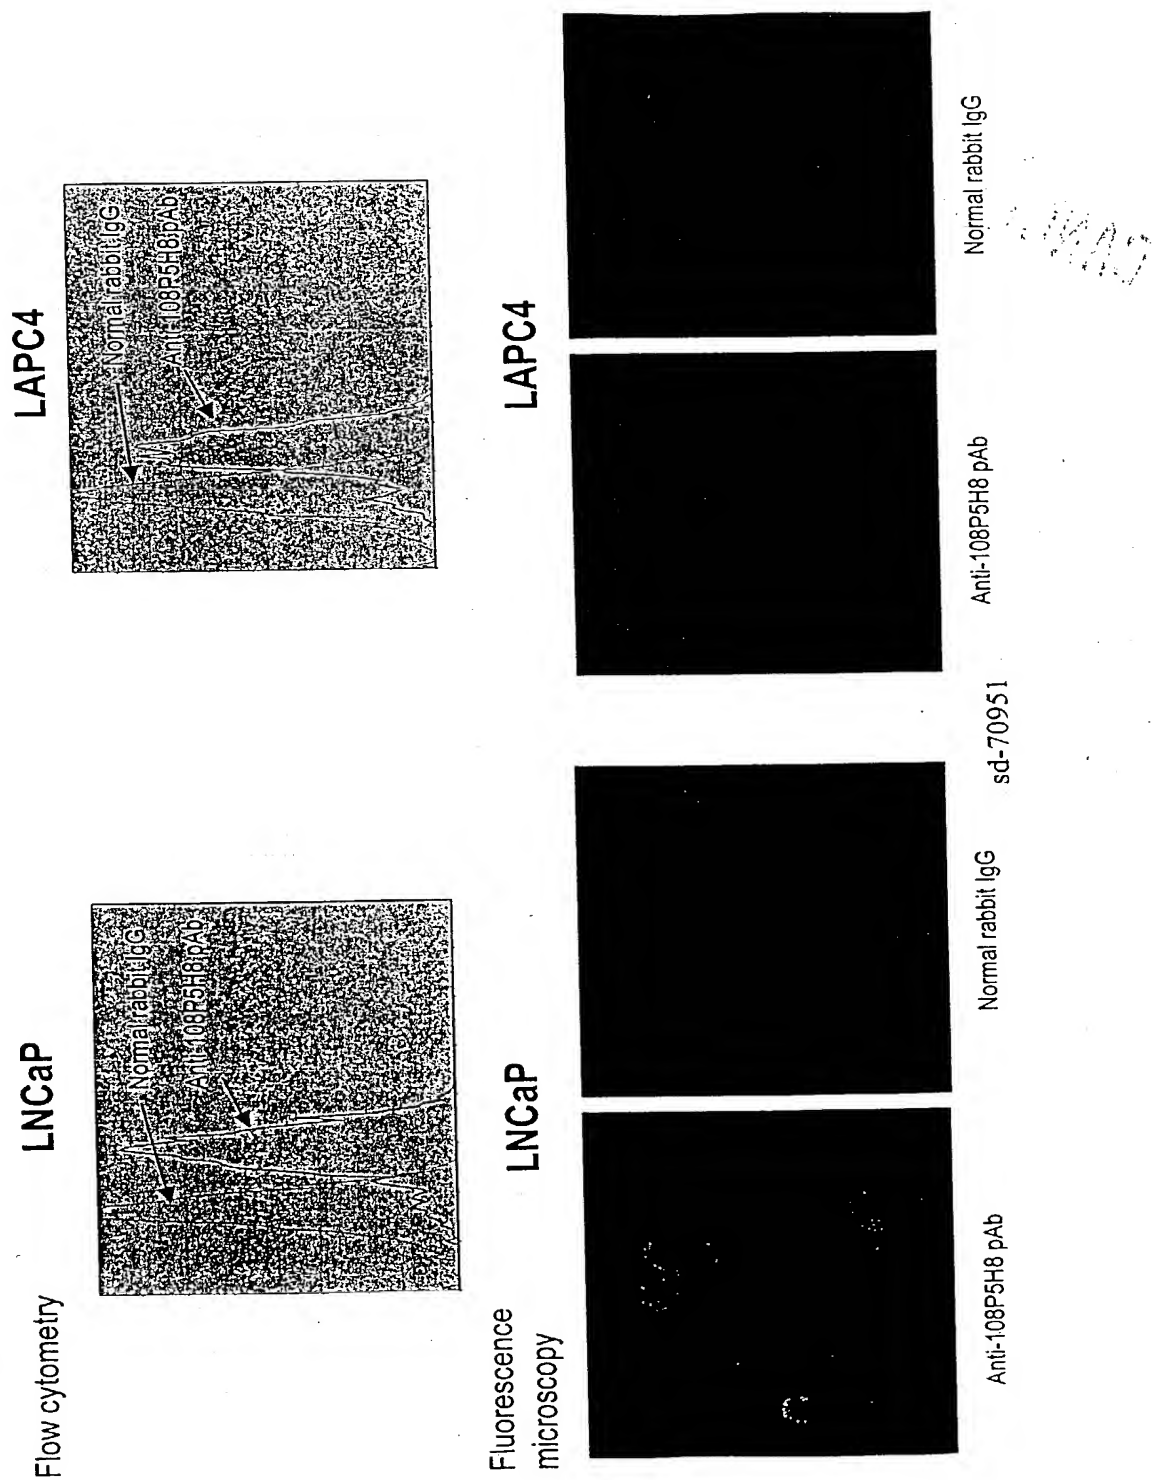 Flow cytometry
LNCaP
LAPC4
Normal rabbit IgG
Anti-108P5H8 pAb
Normal rabbit IgG
Anti-108P5H8 pAb
Fluorescence
microscopy
LNCaP
LAPC4
Anti-108P5H8 pAb
Normal rabbit IgG
Anti-108P5H8 pAb
Normal rabbit IgG
sd-70951